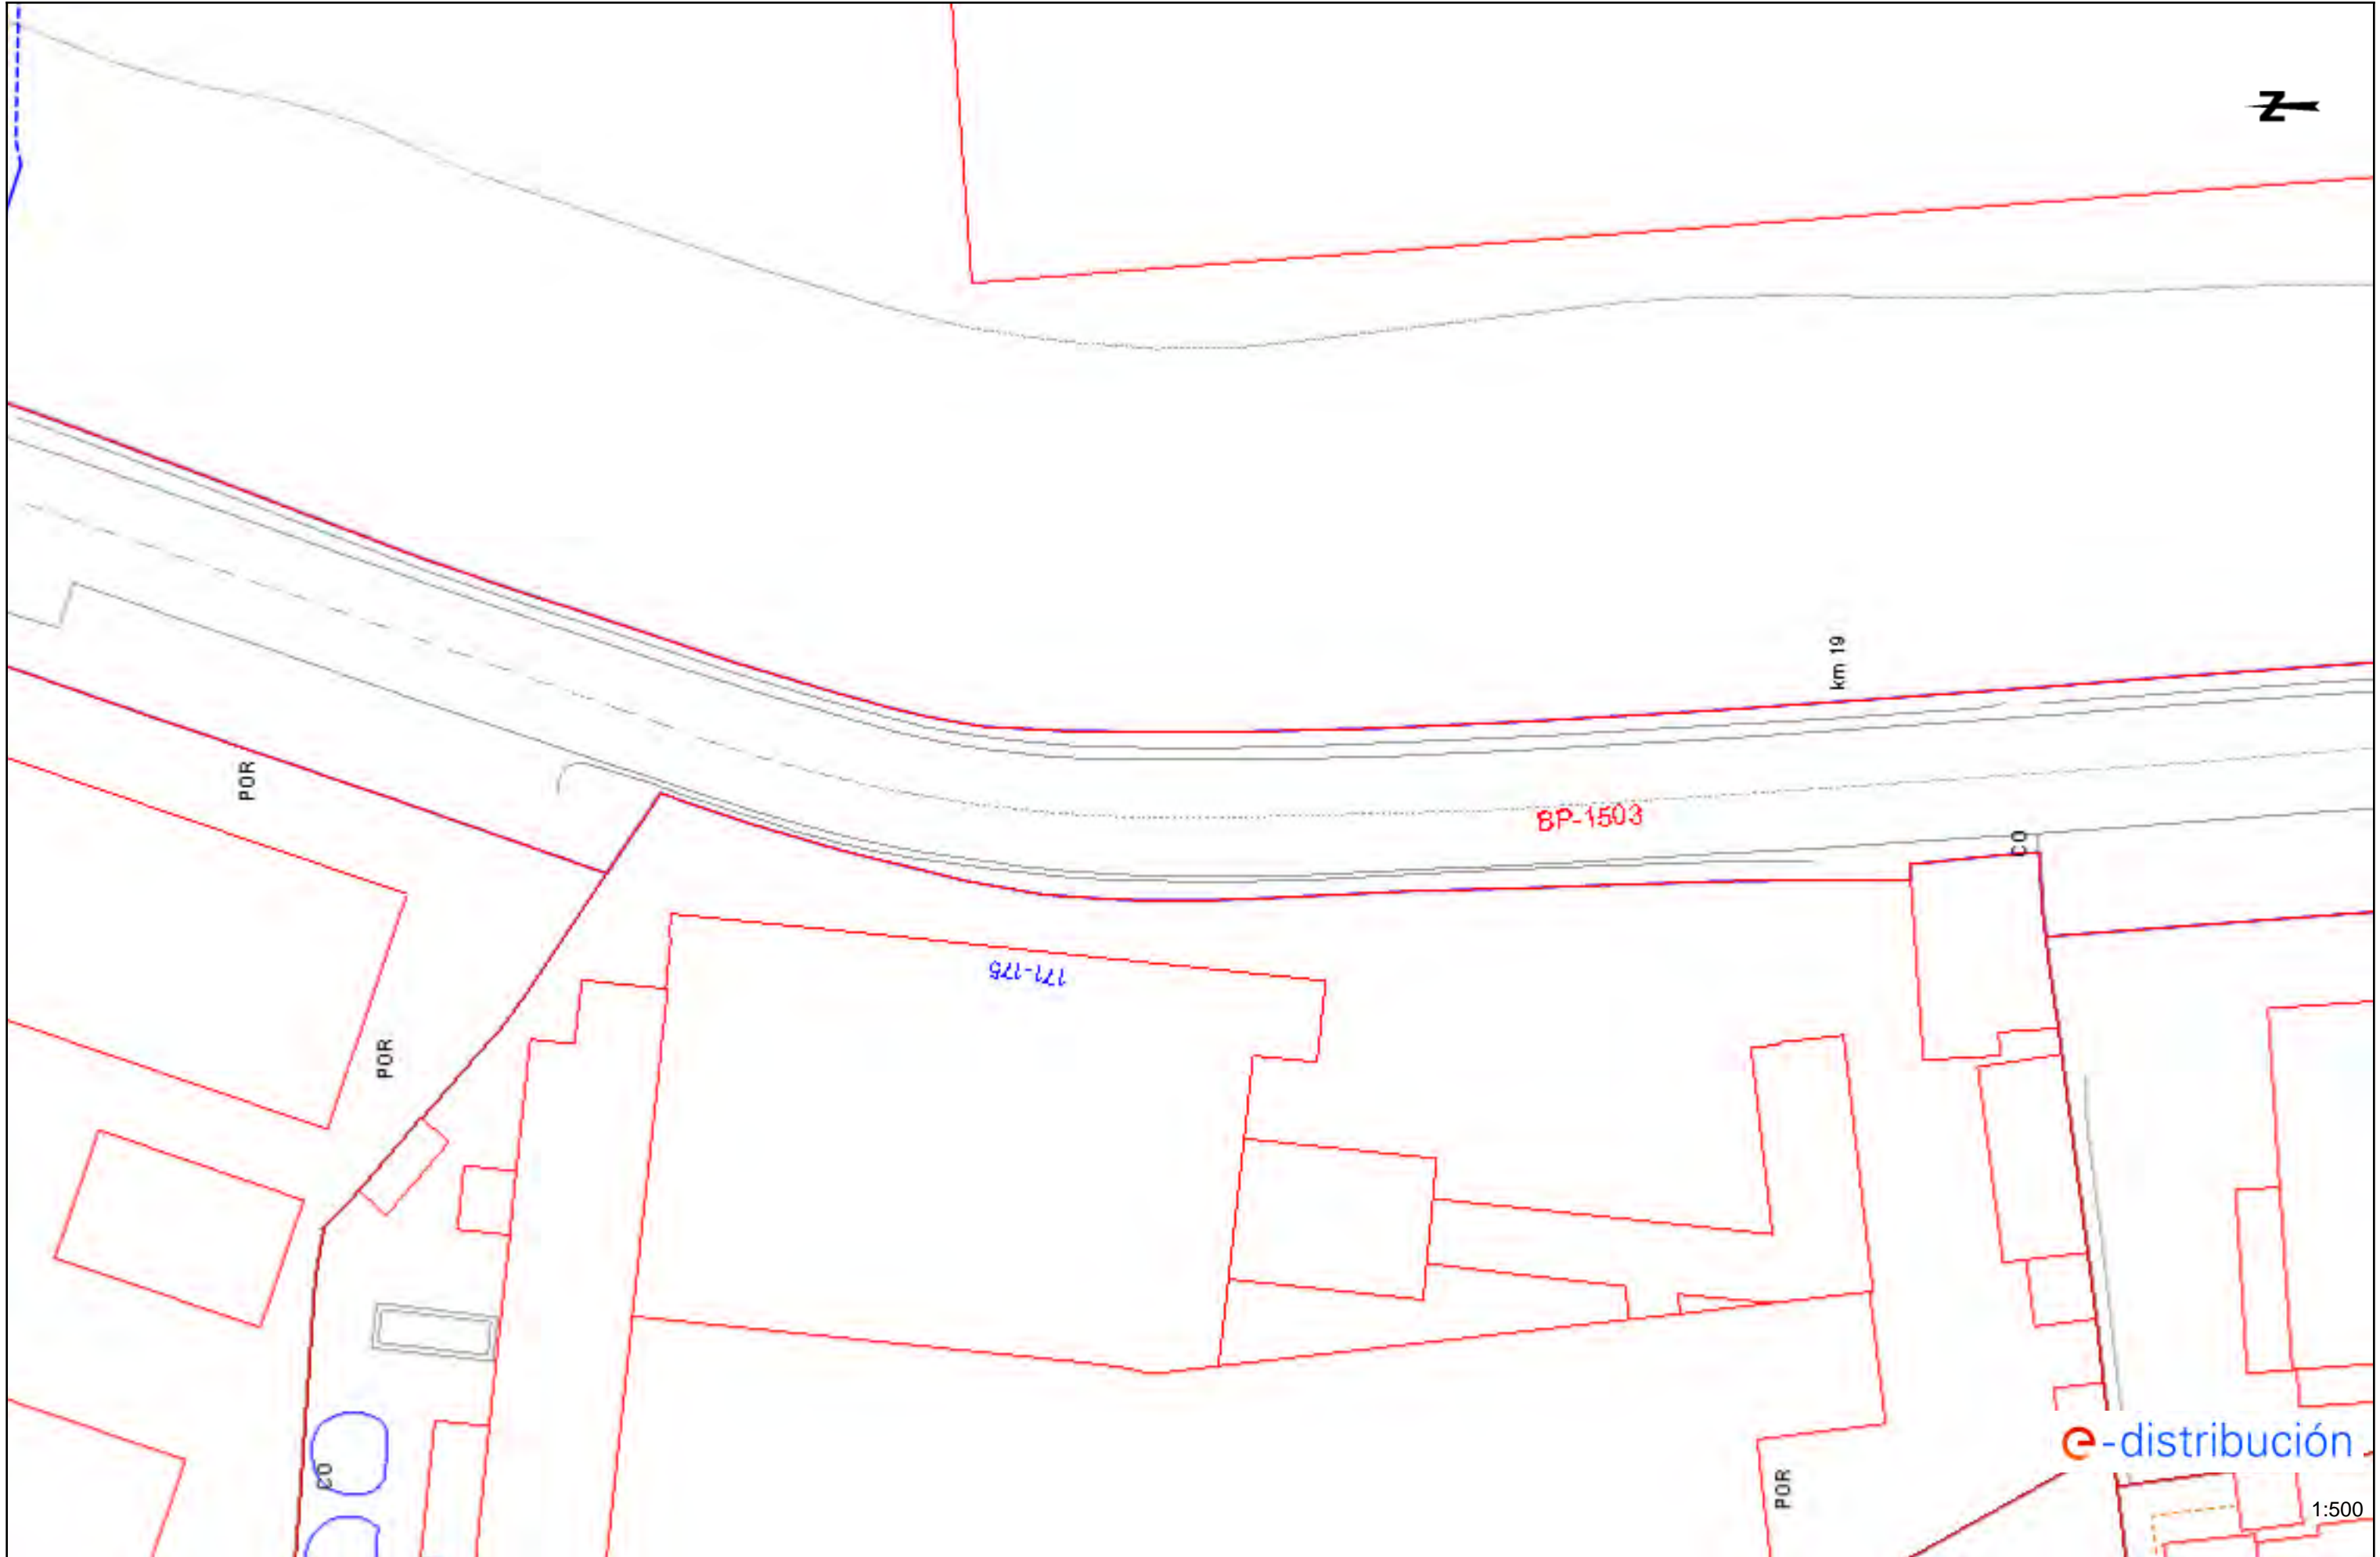 N
km 19
BP-1503
CO
POR
171-175
POR
e-distribución
CO
POR
1:500